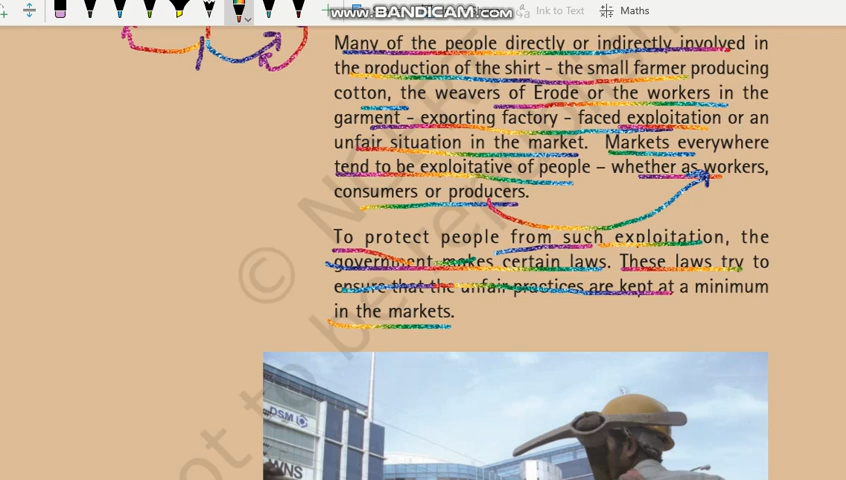 www.BANDICAM.com
Ink to Text
Maths
Many of the people directly or indirectly involved in
the production of the shirt – the small farmer producing
cotton, the weavers of Erode or the workers in the
garment – exporting factory – faced exploitation or an
unfair situation in the market. Markets everywhere
tend to be exploitative of people – whether as workers,
consumers or producers.
To protect people from such exploitation, the
government makes certain laws. These laws try to
ensure that the unfair practices are kept at a minimum
in the markets.
DSM